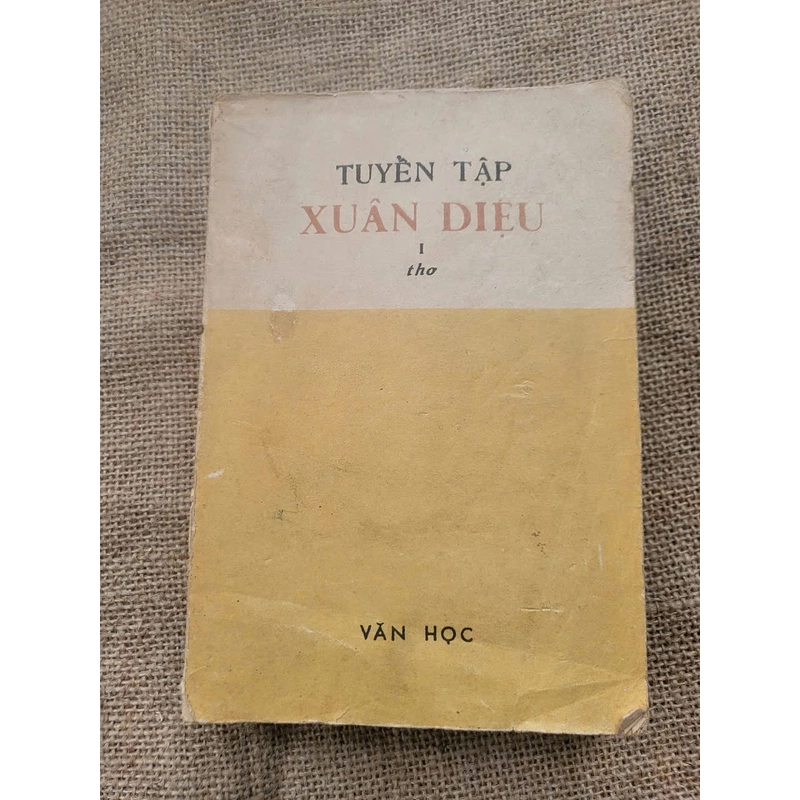 TUYỂN TẬP
XUÂN DIỆU
I
thơ
VĂN HỌC